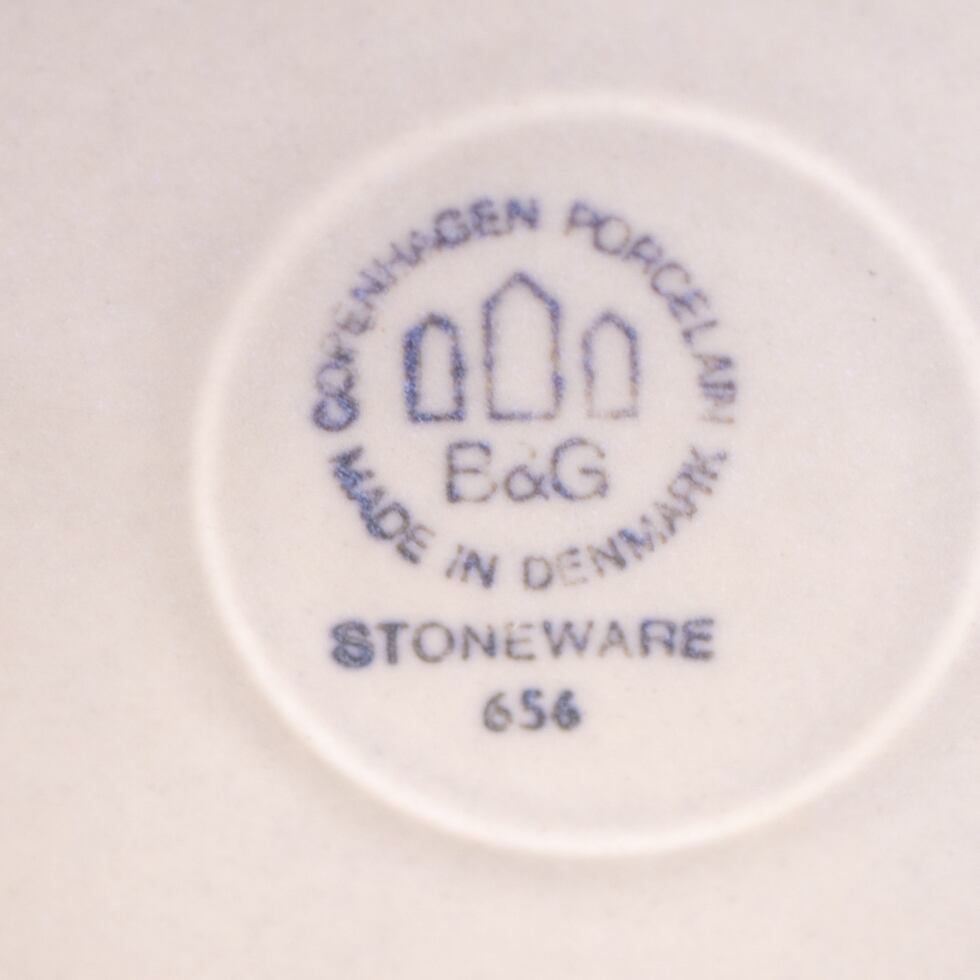 COPENHAGEN PORCELAIN
B&G
MADE IN DENMARK
STONEWARE
656